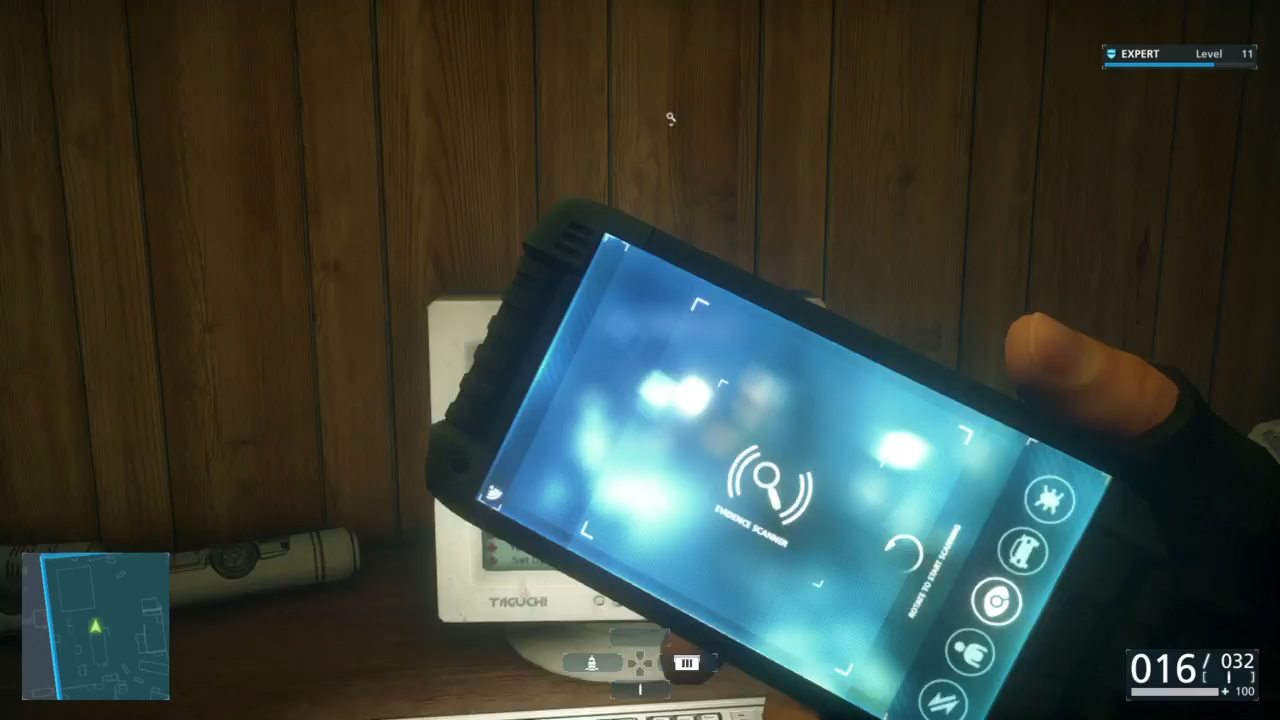 EXPERT Level 11
EVIDENCE SCANNER
ROTATE TO START SCANNING
TAGUCHI
016 / 032
+ 100